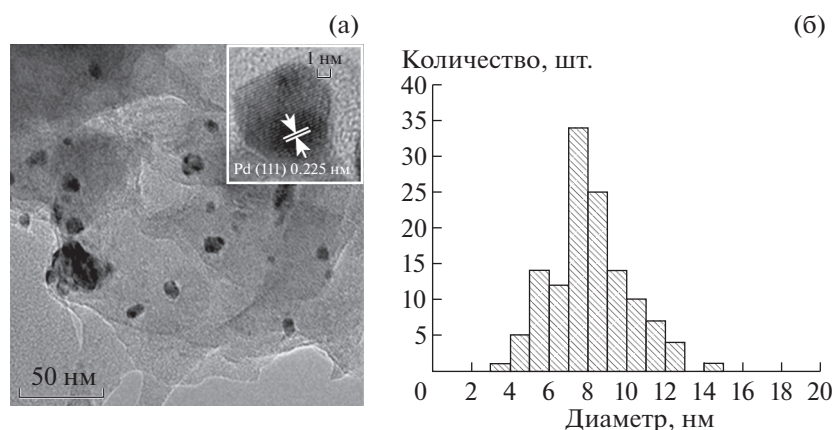 (а)
1 нм
Pd (111) 0.225 нм
50 нм
(б)
Количество, шт.
40
35
30
25
20
15
10
5
0 2 4 6 8 10 12 14 16 18 20
Диаметр, нм